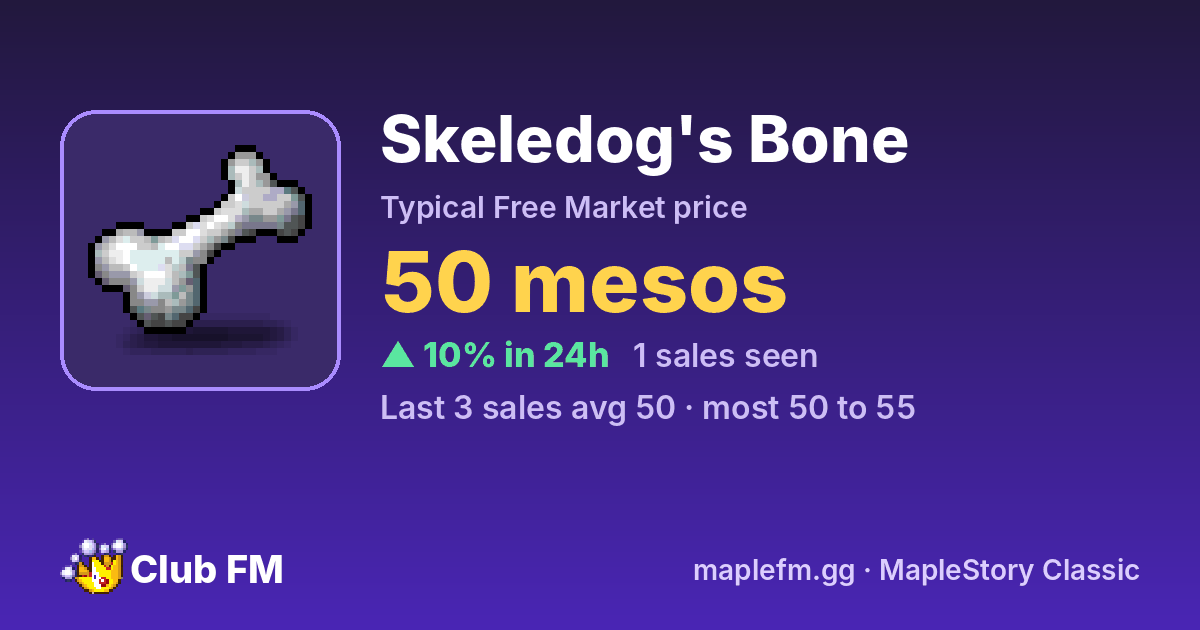 Skeledog's Bone
Typical Free Market price
50 mesos
▲ 10% in 24h 1 sales seen
Last 3 sales avg 50 · most 50 to 55
Club FM
maplefm.gg · MapleStory Classic